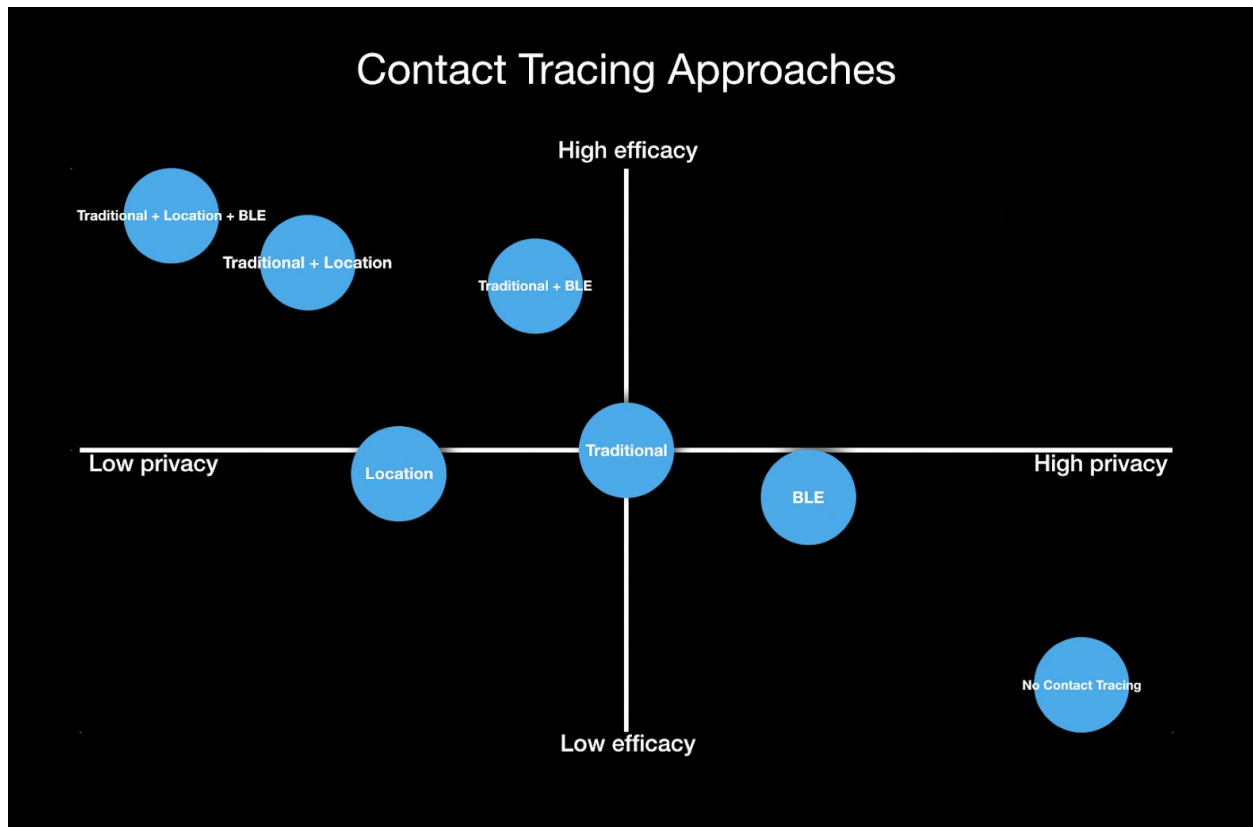 Contact Tracing Approaches
High efficacy
Traditional + Location + BLE
Traditional + Location
Traditional + BLE
Traditional
Low privacy
High privacy
Location
BLE
No Contact Tracing
Low efficacy